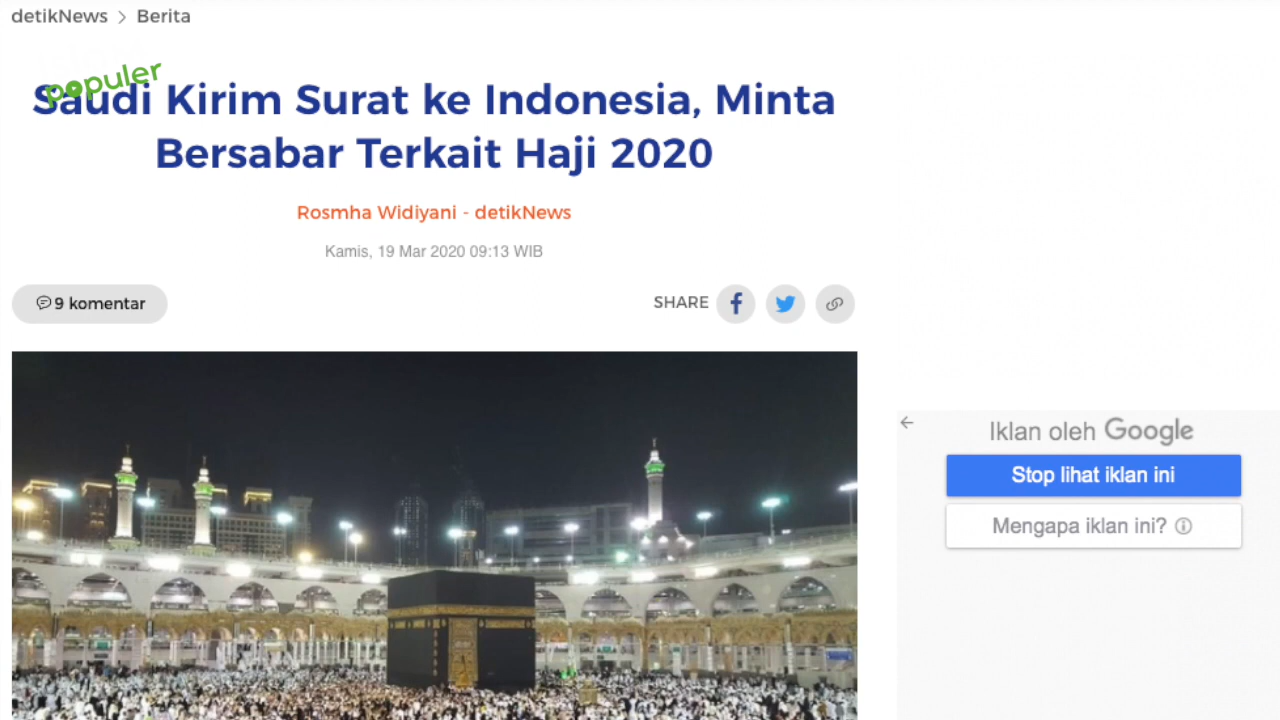 detikNews > Berita
populer
Saudi Kirim Surat ke Indonesia, Minta
Bersabar Terkait Haji 2020
Rosmha Widiyani - detikNews
Kamis, 19 Mar 2020 09:13 WIB
9 komentar
SHARE
Iklan oleh Google
Stop lihat iklan ini
Mengapa iklan ini?